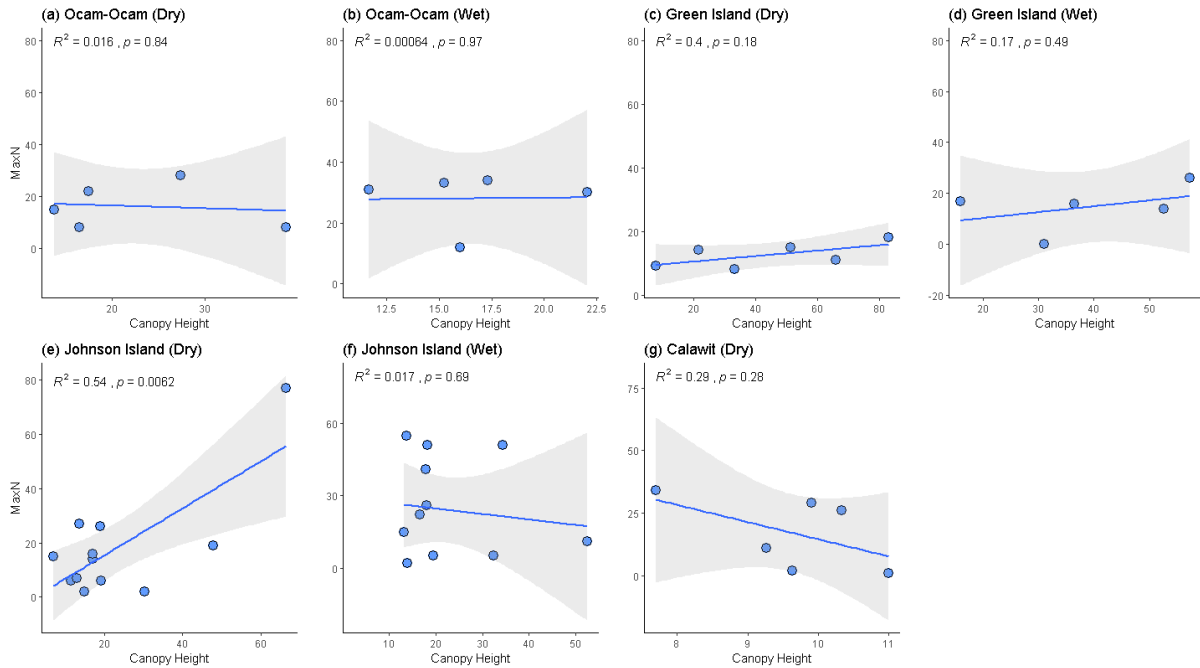 (a) Ocam-Ocam (Dry)
R² = 0.016 , p = 0.84
80
60
40
20
0
MaxN
20
30
Canopy Height
(b) Ocam-Ocam (Wet)
R² = 0.00064 , p = 0.97
80
60
40
20
0
12.5
15.0
17.5
20.0
22.5
Canopy Height
(c) Green Island (Dry)
R² = 0.4 , p = 0.18
80
60
40
20
0
20
40
60
80
Canopy Height
(d) Green Island (Wet)
R² = 0.17 , p = 0.49
80
60
40
20
0
-20
20
30
40
50
Canopy Height
(e) Johnson Island (Dry)
R² = 0.54 , p = 0.0062
80
60
40
20
0
MaxN
20
40
60
Canopy Height
(f) Johnson Island (Wet)
R² = 0.017 , p = 0.69
60
30
0
10
20
30
40
50
Canopy Height
(g) Calawit (Dry)
R² = 0.29 , p = 0.28
75
50
25
0
8
9
10
11
Canopy Height